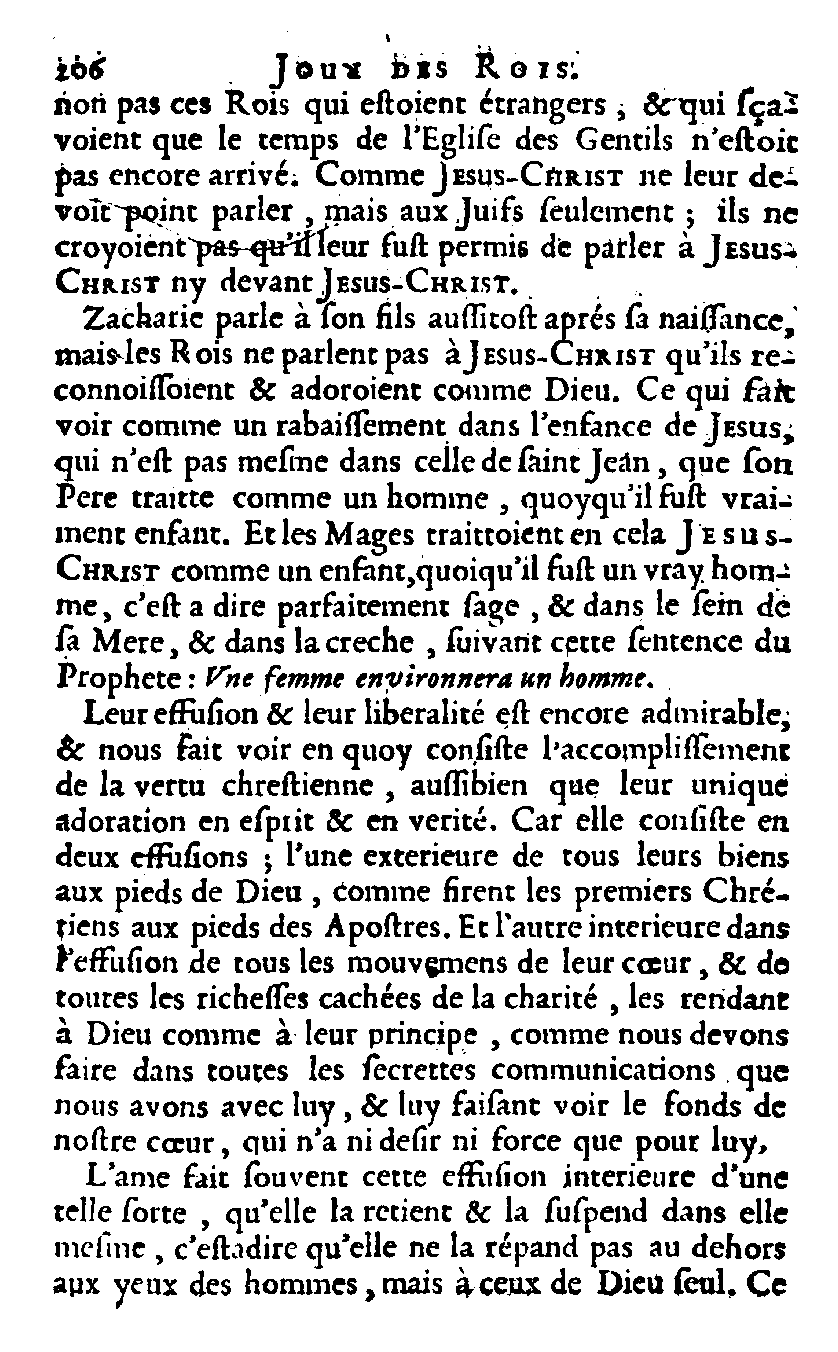 206 Jour des Rois.
non pas ces Rois qui eſtoient étrangers, & qui ſça-
voient que le temps de l'Egliſe des Gentils n'eſtoit
pas encore arrivé. Comme Jesus-Christ ne leur de-
voit point parler, mais aux Juifs ſeulement ; ils ne
croyoient pas qu'il leur fuſt permis de parler à Jesus-
Christ ny devant Jesus-Christ.
Zacharie parle à ſon fils auſſitoſt aprés ſa naiſſance,
mais les Rois ne parlent pas à Jesus-Christ qu'ils re-
connoiſſoient & adoroient comme Dieu. Ce qui fait
voir comme un rabaiſſement dans l'enfance de Jesus,
qui n'eſt pas meſme dans celle de ſaint Jean, que ſon
Pere traitte comme un homme, quoyqu'il fuſt vrai-
ment enfant. Et les Mages traittoient en cela Jesus-
Christ comme un enfant, quoiqu'il fuſt un vray hom-
me, c'eſt a dire parfaitement ſage, & dans le ſein de
ſa Mere, & dans la creche, ſuivant cette ſentence du
Prophete : Vne femme environnera un homme.
Leur effuſion & leur liberalité eſt encore admirable,
& nous fait voir en quoy conſiſte l'accompliſſement
de la vertu chreſtienne, auſſibien que leur unique
adoration en eſprit & en verité. Car elle conſiſte en
deux effuſions ; l'une exterieure de tous leurs biens
aux pieds de Dieu, comme firent les premiers Chré-
tiens aux pieds des Apoſtres. Et l'autre interieure dans
l'effuſion de tous les mouvemens de leur cœur, & de
toutes les richeſſes cachées de la charité, les rendant
à Dieu comme à leur principe, comme nous devons
faire dans toutes les ſecrettes communications que
nous avons avec luy, & luy faiſant voir le fonds de
noſtre cœur, qui n'a ni deſir ni force que pour luy.
L'ame fait ſouvent cette effuſion interieure d'une
telle ſorte, qu'elle la retient & la ſuſpend dans elle
meſme, c'eſtadire qu'elle ne la répand pas au dehors
aux yeux des hommes, mais à ceux de Dieu ſeul. Ce